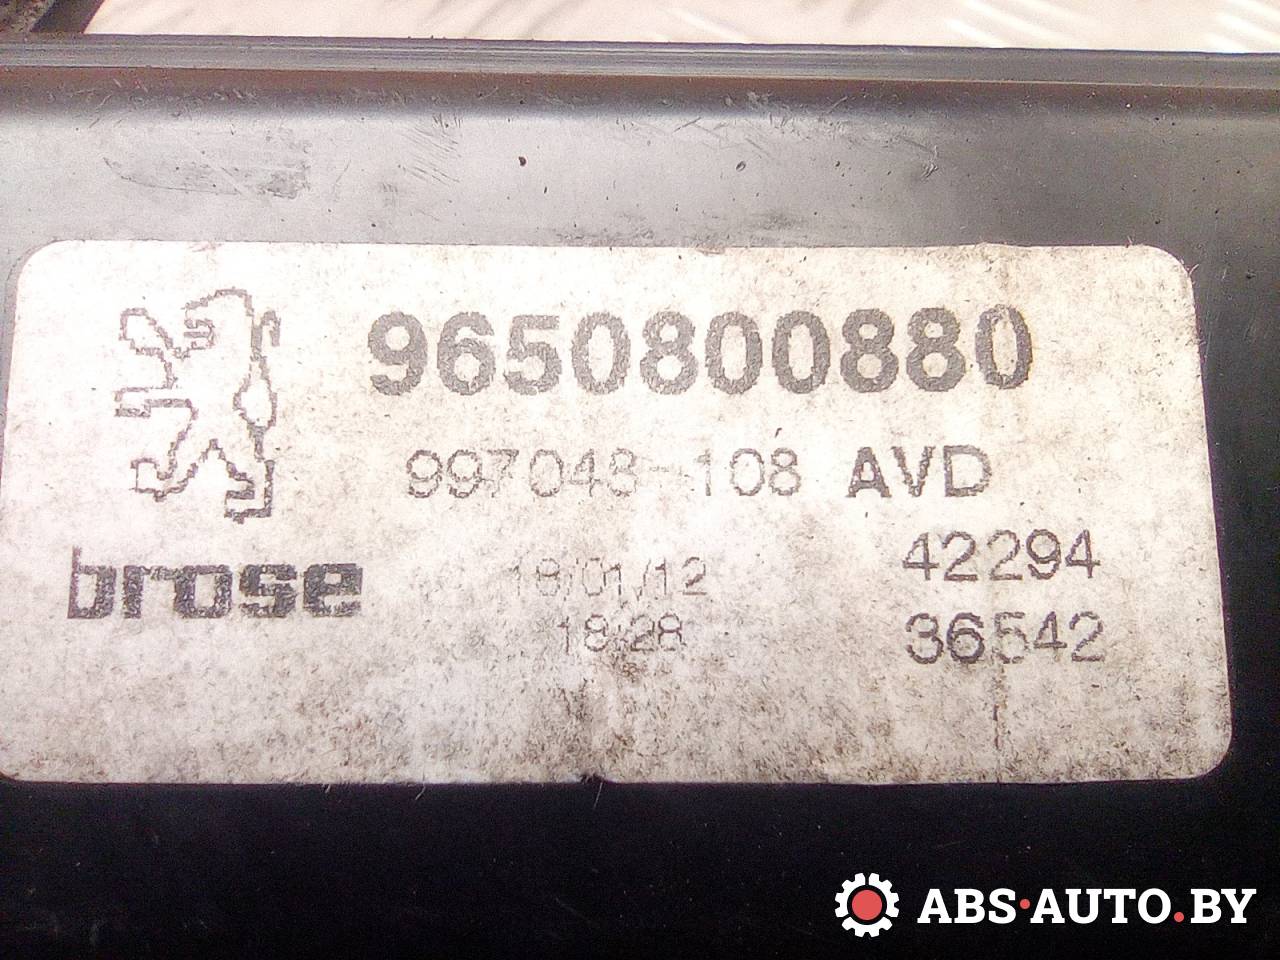 9650800880
997048-108 AVD
brose 18/01/12 42294
18:28 36542
ABS·AUTO.BY